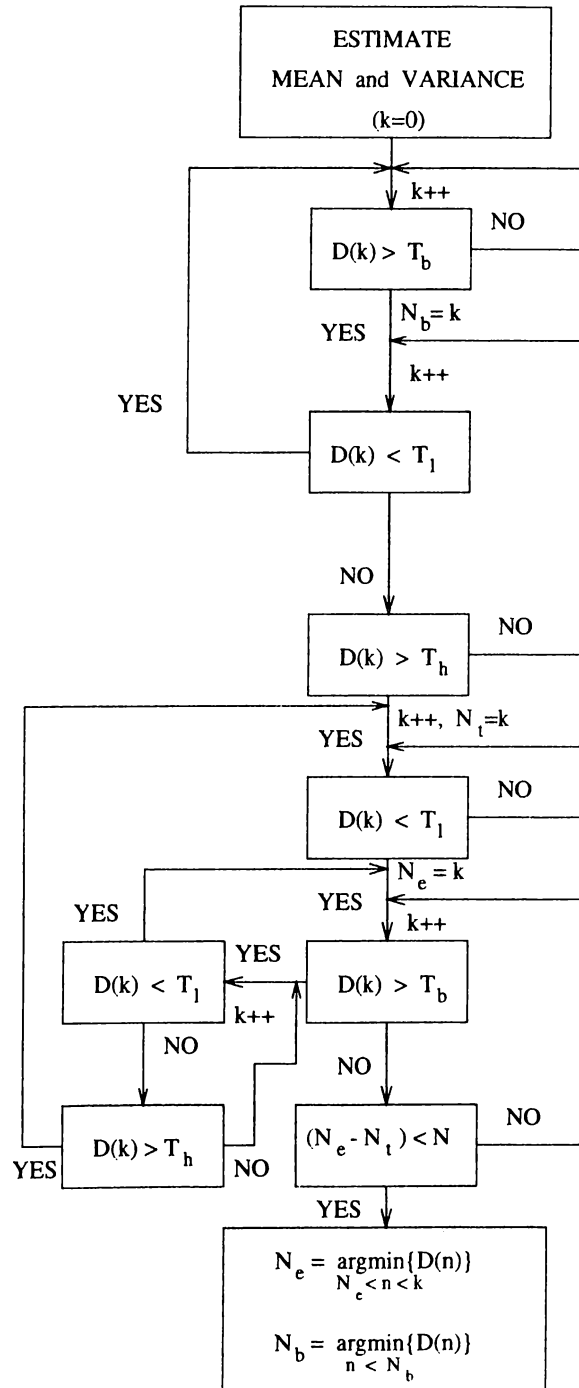 ESTIMATE
MEAN and VARIANCE
(k=0)
k++
NO
D(k) > T_b
N_b = k
YES
k++
YES
D(k) < T_l
NO
NO
D(k) > T_h
k++, N_t=k
YES
NO
D(k) < T_l
N_e = k
YES
YES
k++
YES
D(k) < T_l
D(k) > T_b
k++
NO
NO
NO
(N_e - N_t) < N
D(k) > T_h
YES
NO
YES
N_e = argmin{D(n)}
N_e < n < k
N_b = argmin{D(n)}
n < N_b